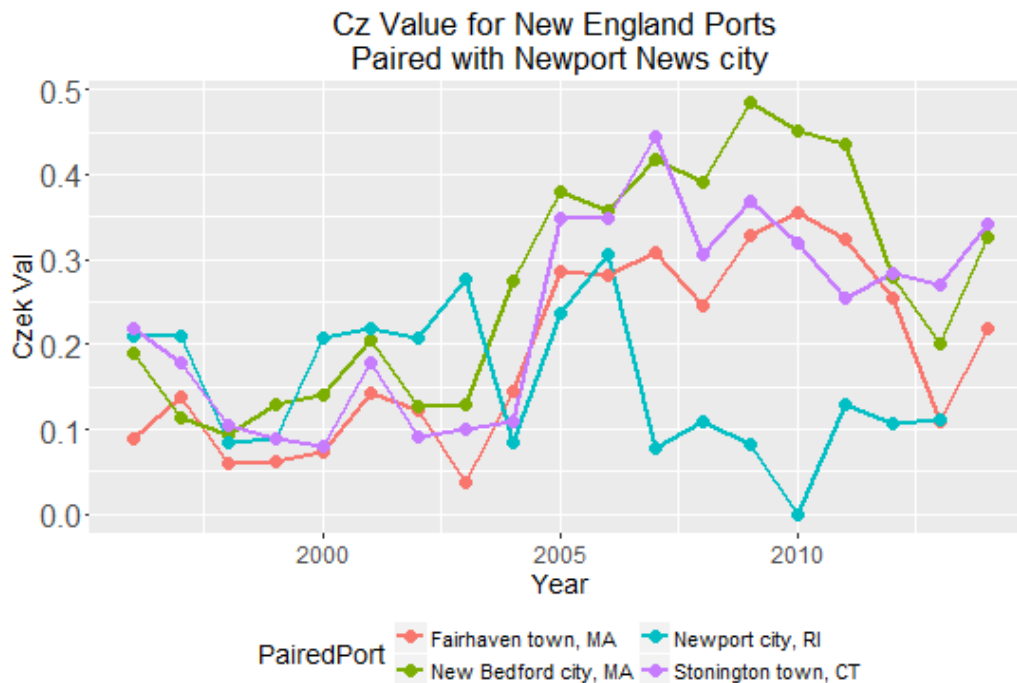 Cz Value for New England Ports
Paired with Newport News city
0.5
0.4
0.3
0.2
0.1
0.0
Czek Val
2000 2005 2010
Year
PairedPort
Fairhaven town, MA Newport city, RI
New Bedford city, MA Stonington town, CT